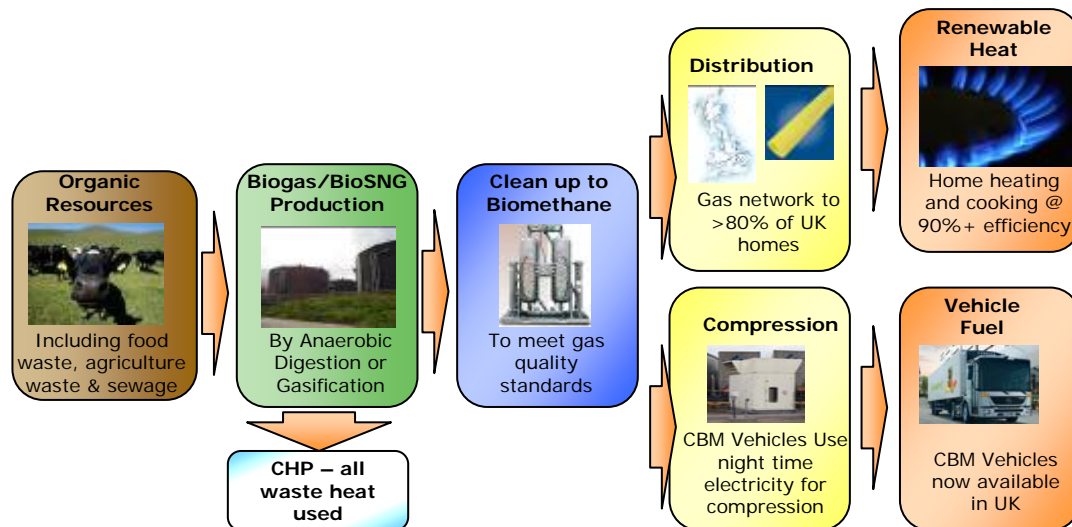 Organic
Resources
Including food
waste, agriculture
waste & sewage
Biogas/BioSNG
Production
By Anaerobic
Digestion or
Gasification
CHP – all
waste heat
used
Clean up to
Biomethane
To meet gas
quality
standards
Distribution
Gas network to
>80% of UK
homes
Renewable
Heat
Home heating
and cooking @
90%+ efficiency
Compression
CBM Vehicles Use
night time
electricity for
compression
Vehicle
Fuel
CBM Vehicles
now available
in UK